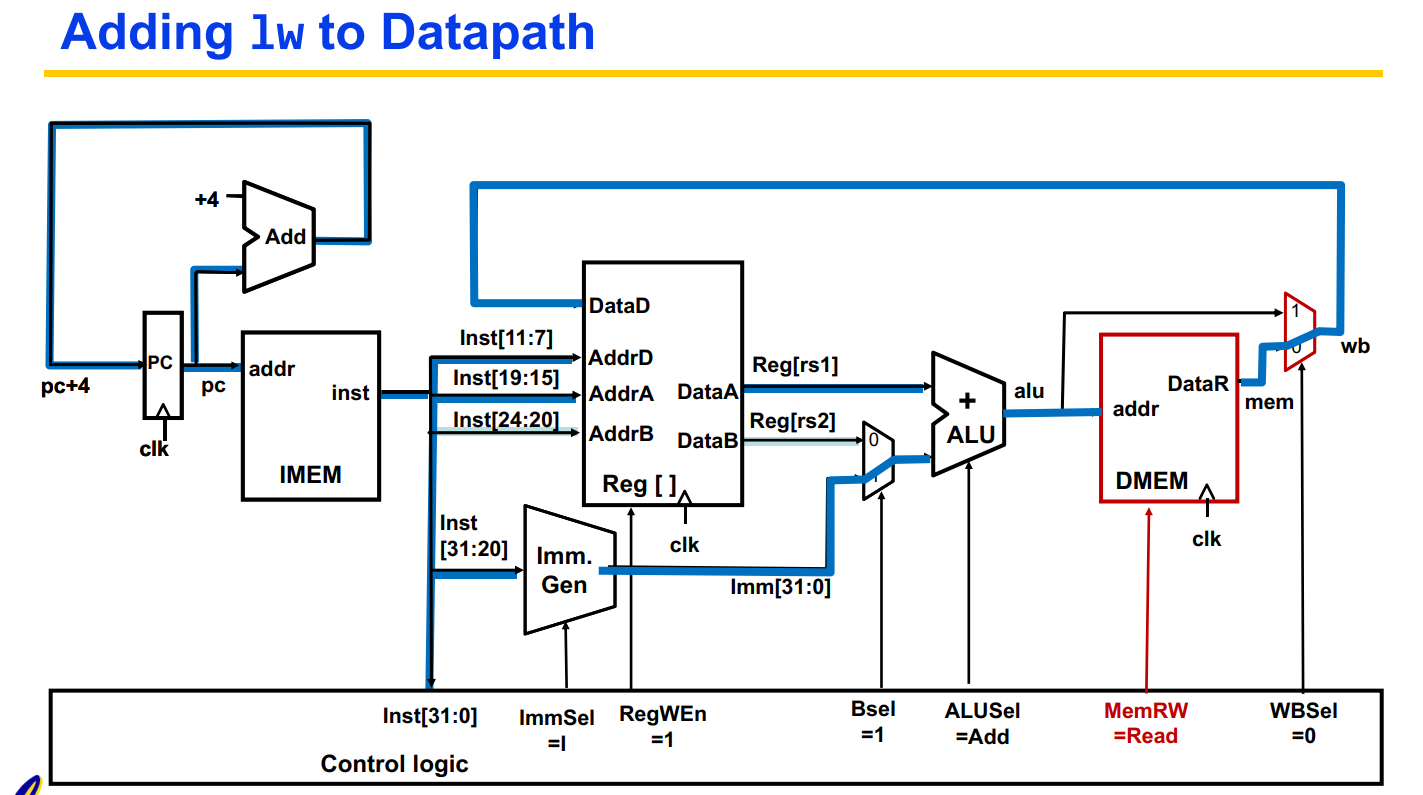 Adding lw to Datapath
+4
Add
pc+4
PC
clk
pc
addr
inst
IMEM
Inst[11:7]
Inst[19:15]
Inst[24:20]
Inst
[31:20]
DataD
AddrD
AddrA
AddrB
DataA
DataB
Reg [ ]
clk
Imm.
Gen
Imm[31:0]
Reg[rs1]
Reg[rs2]
0
1
+
ALU
alu
addr
DataR
DMEM
clk
mem
1
0
wb
Inst[31:0]
ImmSel
=I
RegWEn
=1
Bsel
=1
ALUSel
=Add
MemRW
=Read
WBSel
=0
Control logic